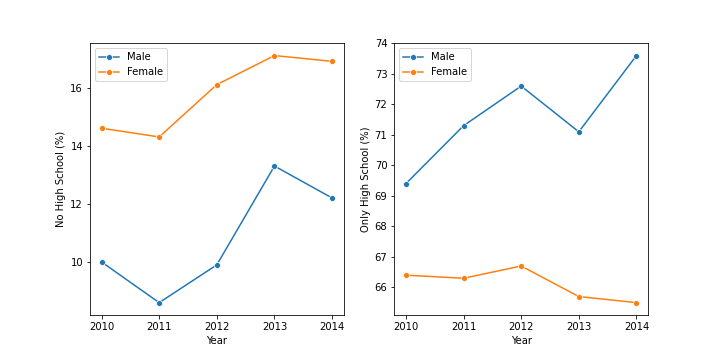 No High School (%)
16
14
12
10
Male
Female
2010 2011 2012 2013 2014
Year
Only High School (%)
74
73
72
71
70
69
68
67
66
Male
Female
2010 2011 2012 2013 2014
Year